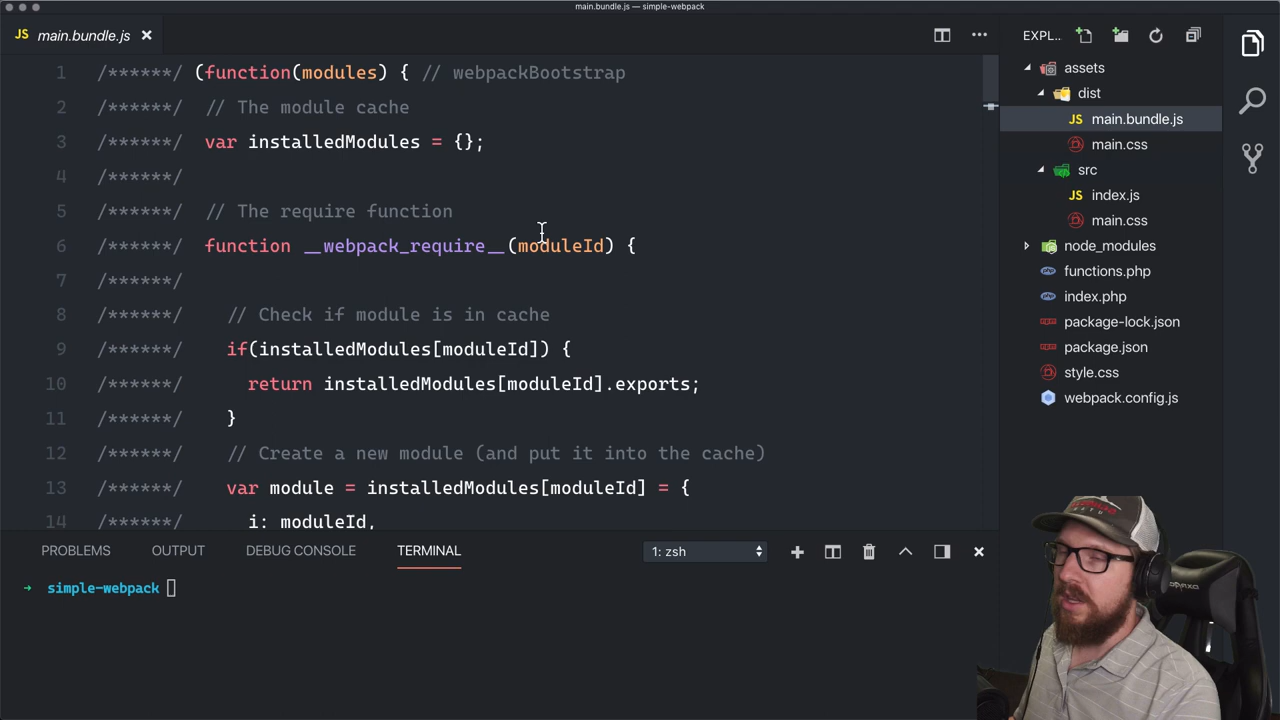 main.bundle.js — simple-webpack
JS main.bundle.js
1 /******/ (function(modules) { // webpackBootstrap
2 /******/ // The module cache
3 /******/ var installedModules = {};
4 /******/
5 /******/ // The require function
6 /******/ function __webpack_require__(moduleId) {
7 /******/
8 /******/ // Check if module is in cache
9 /******/ if(installedModules[moduleId]) {
10 /******/ return installedModules[moduleId].exports;
11 /******/ }
12 /******/ // Create a new module (and put it into the cache)
13 /******/ var module = installedModules[moduleId] = {
14 /******/ i: moduleId,
EXPL...
assets
dist
JS main.bundle.js
main.css
src
JS index.js
main.css
node_modules
php functions.php
php index.php
package-lock.json
package.json
style.css
webpack.config.js
PROBLEMS OUTPUT DEBUG CONSOLE TERMINAL 1: zsh
→ simple-webpack